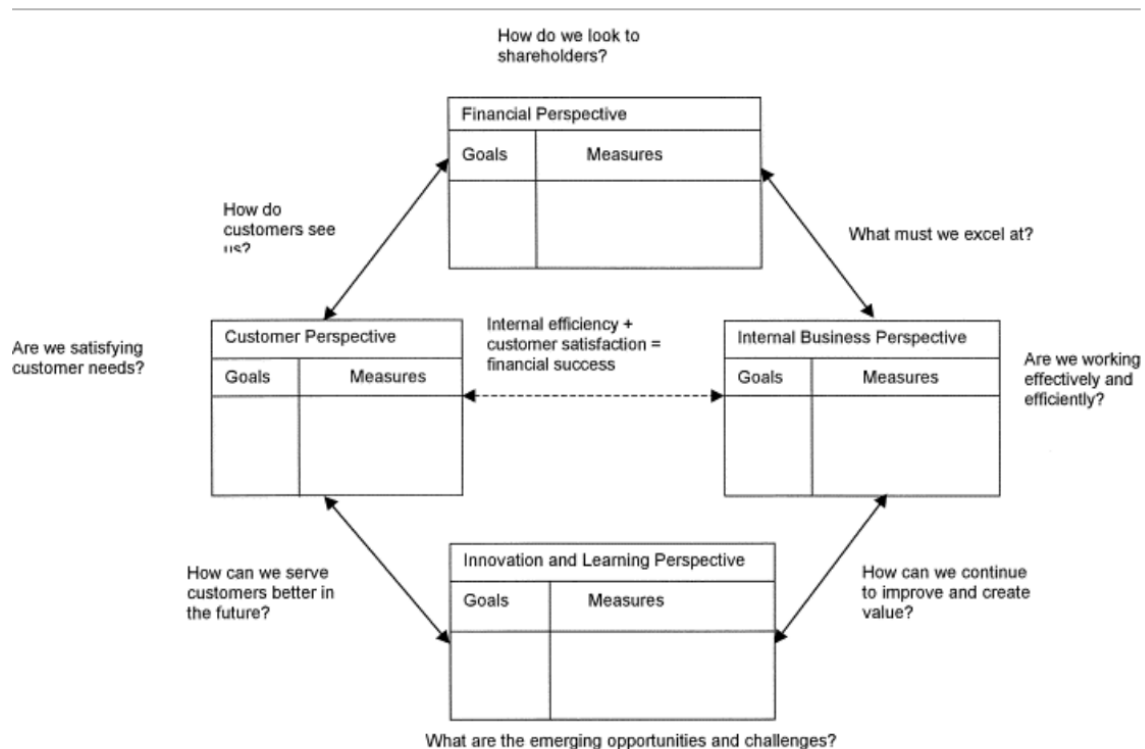 How do we look to
shareholders?
Financial Perspective
Goals Measures
How do
customers see
us?
What must we excel at?
Customer Perspective
Goals Measures
Internal efficiency +
customer satisfaction =
financial success
Internal Business Perspective
Goals Measures
Are we satisfying
customer needs?
Are we working
effectively and
efficiently?
How can we serve
customers better in
the future?
Innovation and Learning Perspective
Goals Measures
How can we continue
to improve and create
value?
What are the emerging opportunities and challenges?